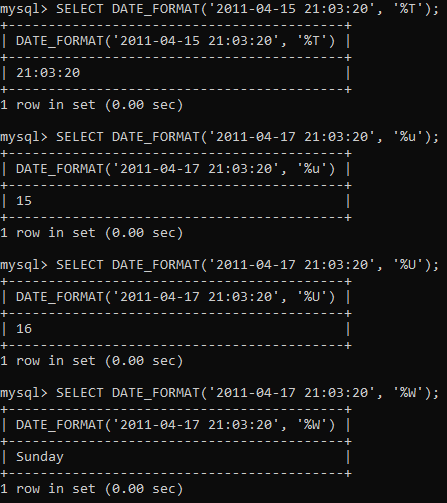 mysql> SELECT DATE_FORMAT('2011-04-15 21:03:20', '%T');
+------------------------------------------+
| DATE_FORMAT('2011-04-15 21:03:20', '%T') |
+------------------------------------------+
| 21:03:20                                 |
+------------------------------------------+
1 row in set (0.00 sec)
mysql> SELECT DATE_FORMAT('2011-04-17 21:03:20', '%u');
+------------------------------------------+
| DATE_FORMAT('2011-04-17 21:03:20', '%u') |
+------------------------------------------+
| 15                                       |
+------------------------------------------+
1 row in set (0.00 sec)
mysql> SELECT DATE_FORMAT('2011-04-17 21:03:20', '%U');
+------------------------------------------+
| DATE_FORMAT('2011-04-17 21:03:20', '%U') |
+------------------------------------------+
| 16                                       |
+------------------------------------------+
1 row in set (0.00 sec)
mysql> SELECT DATE_FORMAT('2011-04-17 21:03:20', '%W');
+------------------------------------------+
| DATE_FORMAT('2011-04-17 21:03:20', '%W') |
+------------------------------------------+
| Sunday                                   |
+------------------------------------------+
1 row in set (0.00 sec)